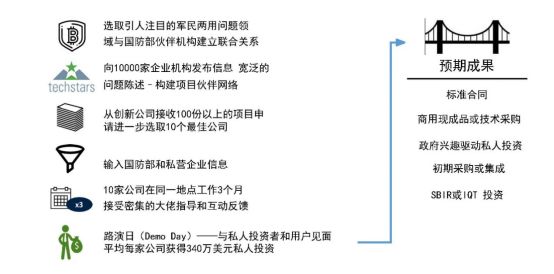 选取引人注目的军民两用问题领
域与国防部伙伴机构建立联合关系
techstars
向10000家企业机构发布信息 宽泛的
问题陈述-构建项目伙伴网络
从创新公司接收100份以上的项目申
请进一步选取10个最佳公司
输入国防部和私营企业信息
x3
10家公司在同一地点工作3个月
接受密集的大佬指导和互动反馈
路演日（Demo Day）——与私人投资者和用户见面
平均每家公司获得340万美元私人投资
预期成果
标准合同
商用现成品或技术采购
政府兴趣驱动私人投资
初期采购或集成
SBIR或IQT 投资